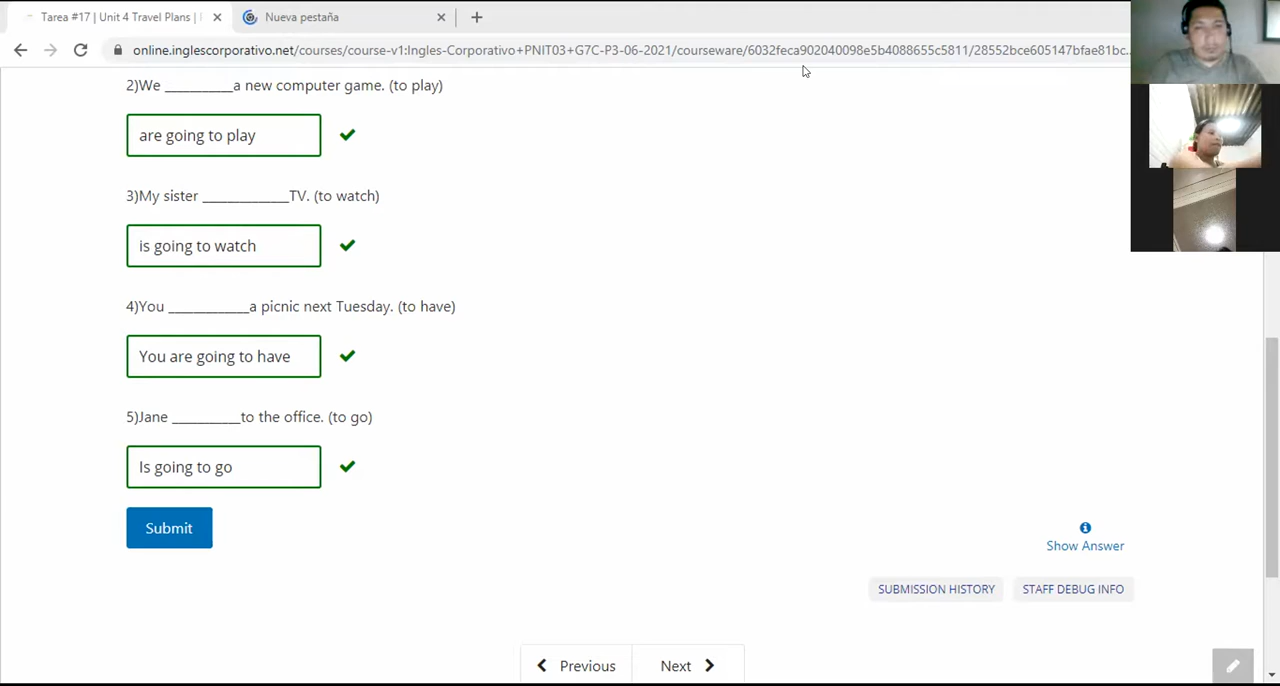 Tarea #17 | Unit 4 Travel Plans |
Nueva pestaña
online.inglescorporativo.net/courses/course-v1:Ingles-Corporativo+PNIT03+G7C-P3-06-2021/courseware/6032feca902040098e5b4088655c5811/28552bce605147bfae81bc...
2)We ___________a new computer game. (to play)
are going to play
3)My sister ______________TV. (to watch)
is going to watch
4)You _____________a picnic next Tuesday. (to have)
You are going to have
5)Jane ___________to the office. (to go)
Is going to go
Submit
Show Answer
SUBMISSION HISTORY
STAFF DEBUG INFO
Previous
Next